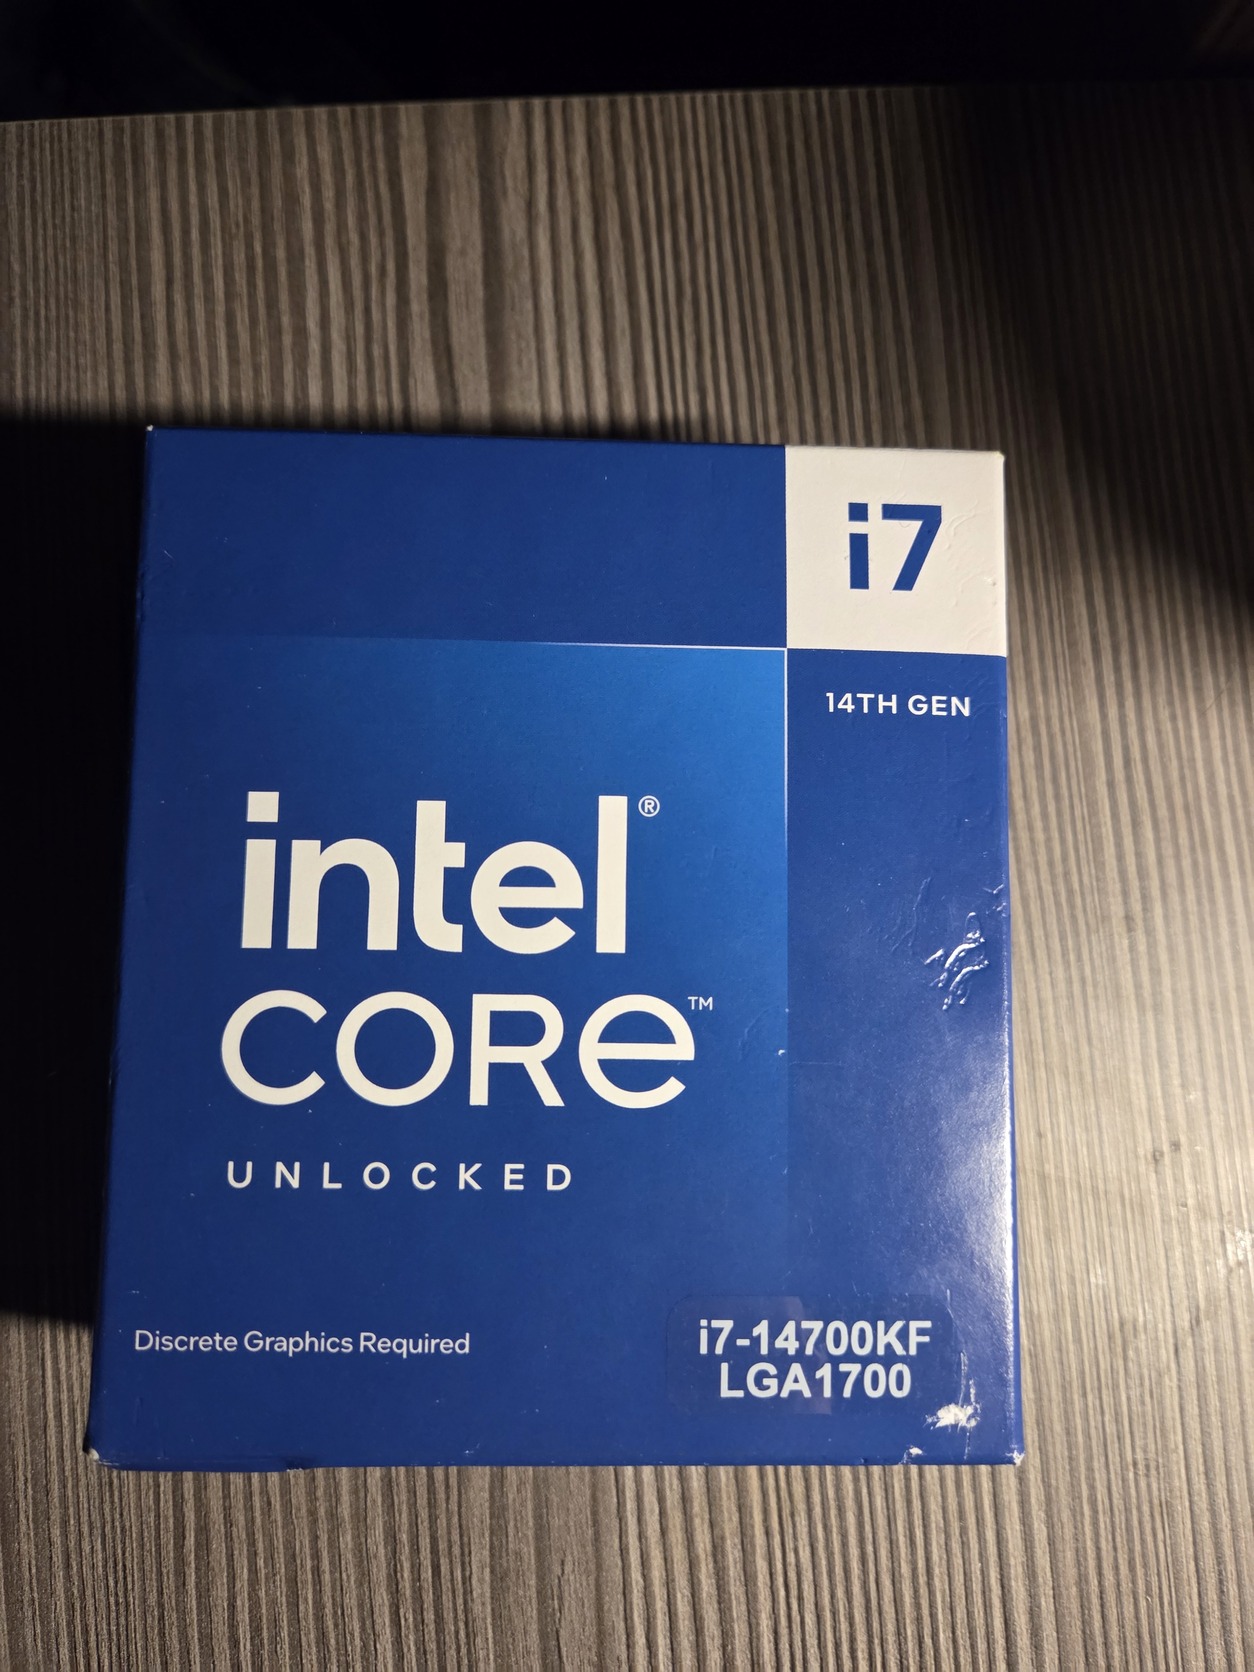 i7
14TH GEN
intel®
CORE™
UNLOCKED
Discrete Graphics Required
i7-14700KF
LGA1700